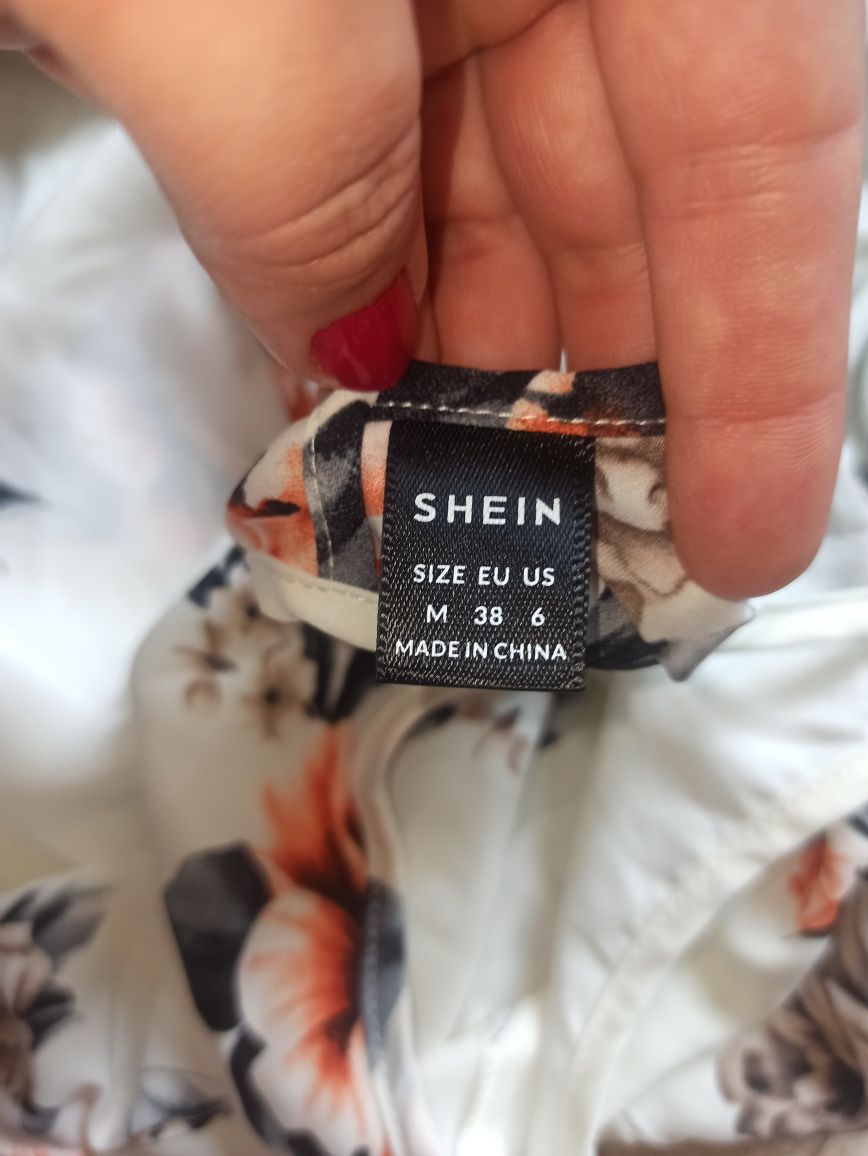 SHEIN
SIZE EU US
M 38 6
MADE IN CHINA